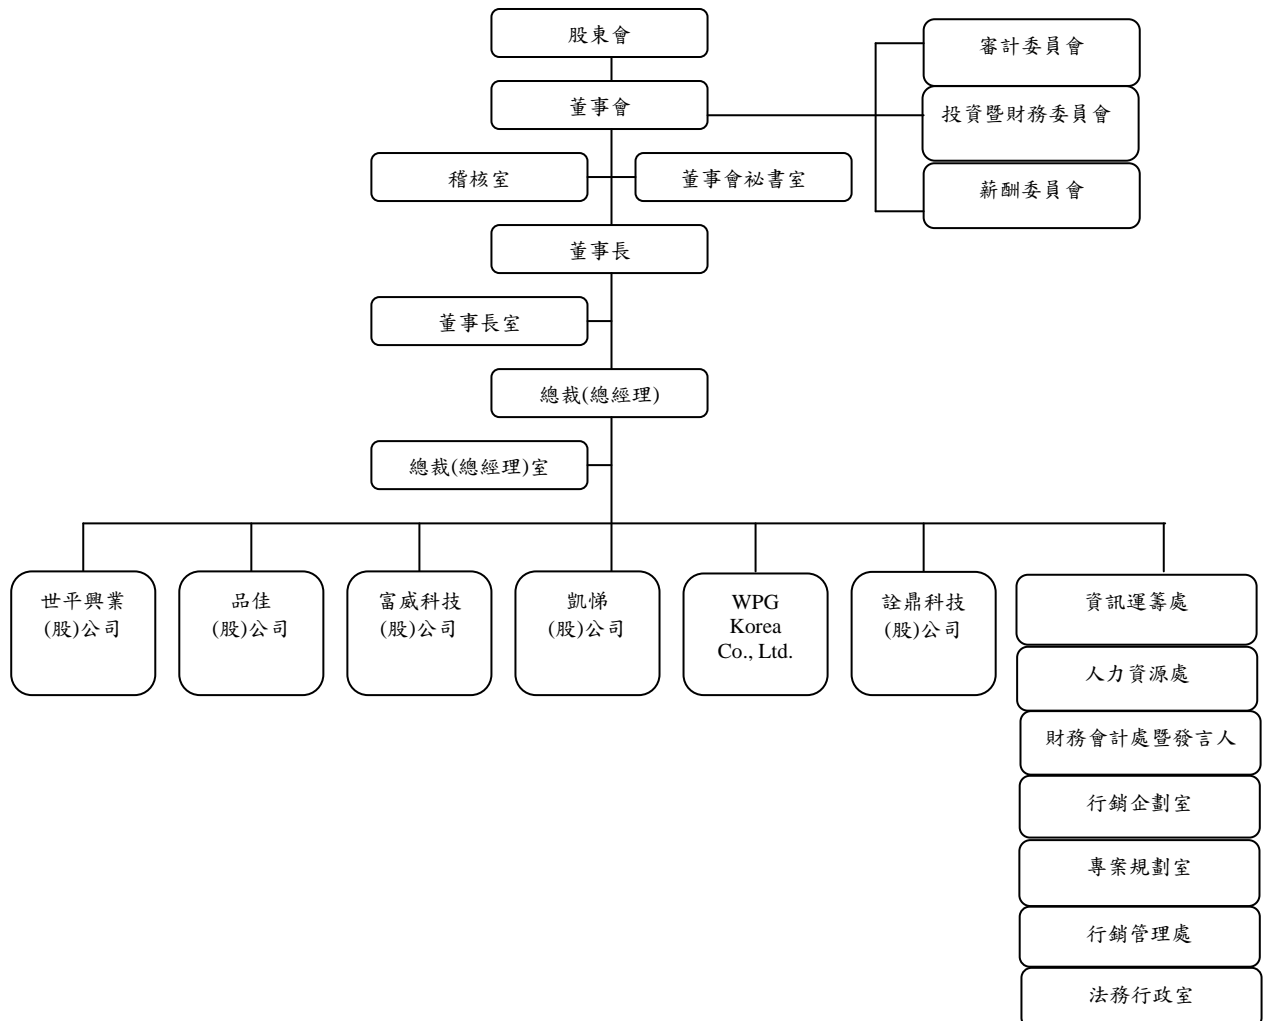 股東會
審計委員會
董事會
投資暨財務委員會
稽核室
董事會祕書室
薪酬委員會
董事長
董事長室
總裁(總經理)
總裁(總經理)室
世平興業
(股)公司
品佳
(股)公司
富威科技
(股)公司
凱悌
(股)公司
WPG
Korea
Co., Ltd.
詮鼎科技
(股)公司
資訊運籌處
人力資源處
財務會計處暨發言人
行銷企劃室
專案規劃室
行銷管理處
法務行政室